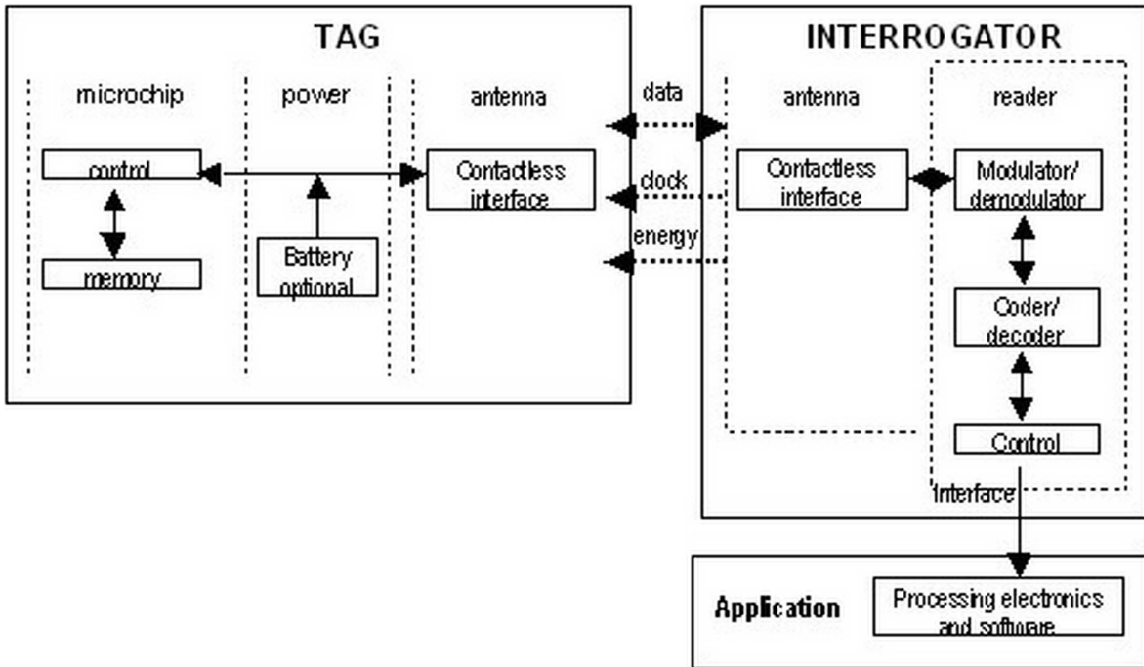 TAG
microchip
power
antenna
control
memory
Battery
optional
Contactless
interface
data
clock
energy
INTERROGATOR
antenna
reader
Contactless
interface
Modulator/
demodulator
Coder/
decoder
Control
Interface
Application
Processing electronics
and software